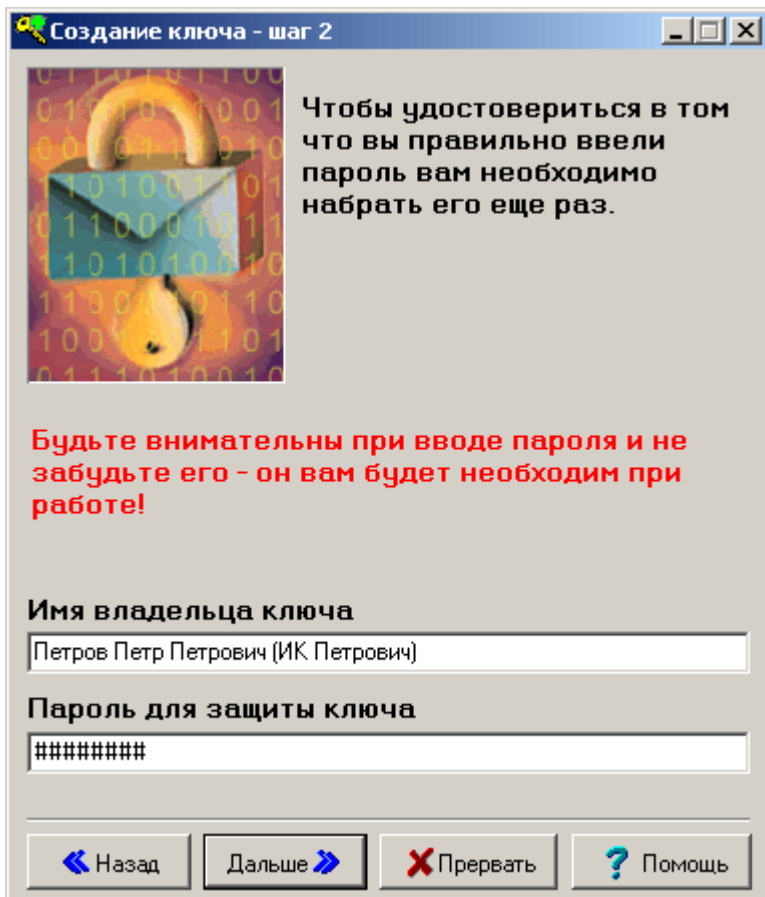 Создание ключа - шаг 2
Чтобы удостовериться в том
что вы правильно ввели
пароль вам необходимо
набрать его еще раз.
Будьте внимательны при вводе пароля и не
забудьте его - он вам будет необходим при
работе!
Имя владельца ключа
Петров Петр Петрович (ИК Петрович)
Пароль для защиты ключа
########
Назад
Дальше
Прервать
Помощь